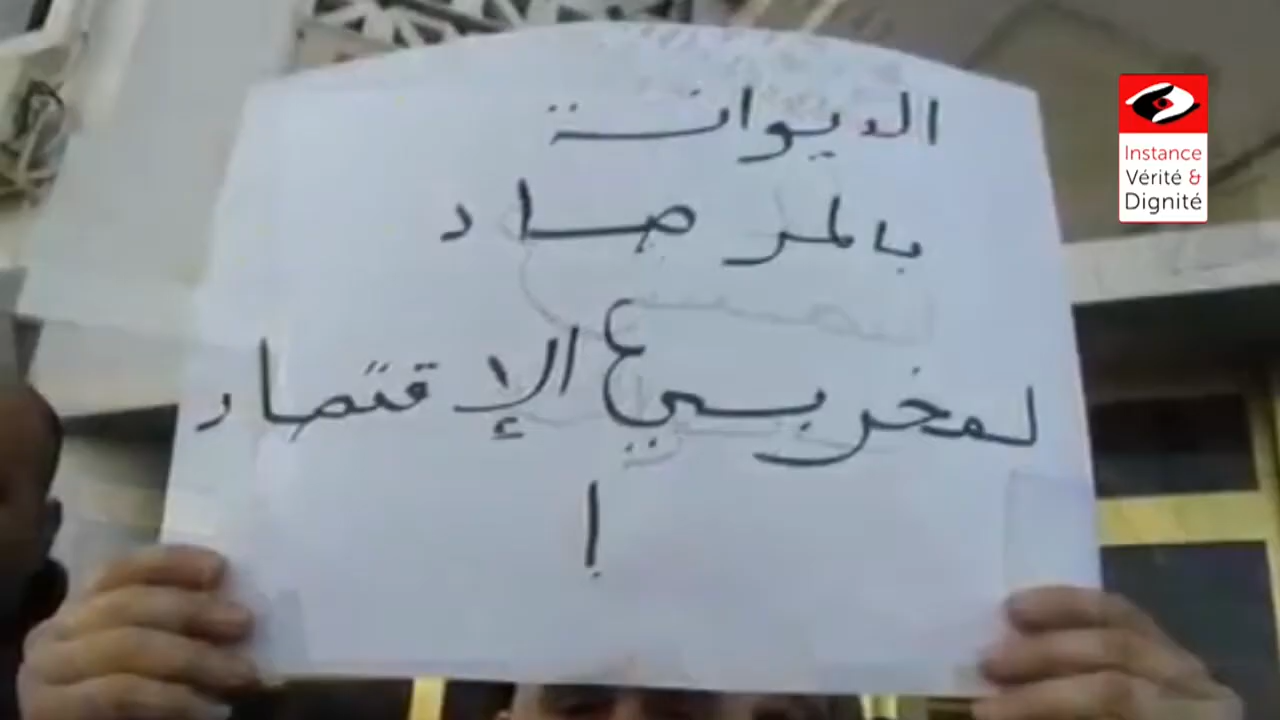 الديوانة
بالمرصاد
لمخربي الإقتصاد
!
Instance
Vérité &
Dignité